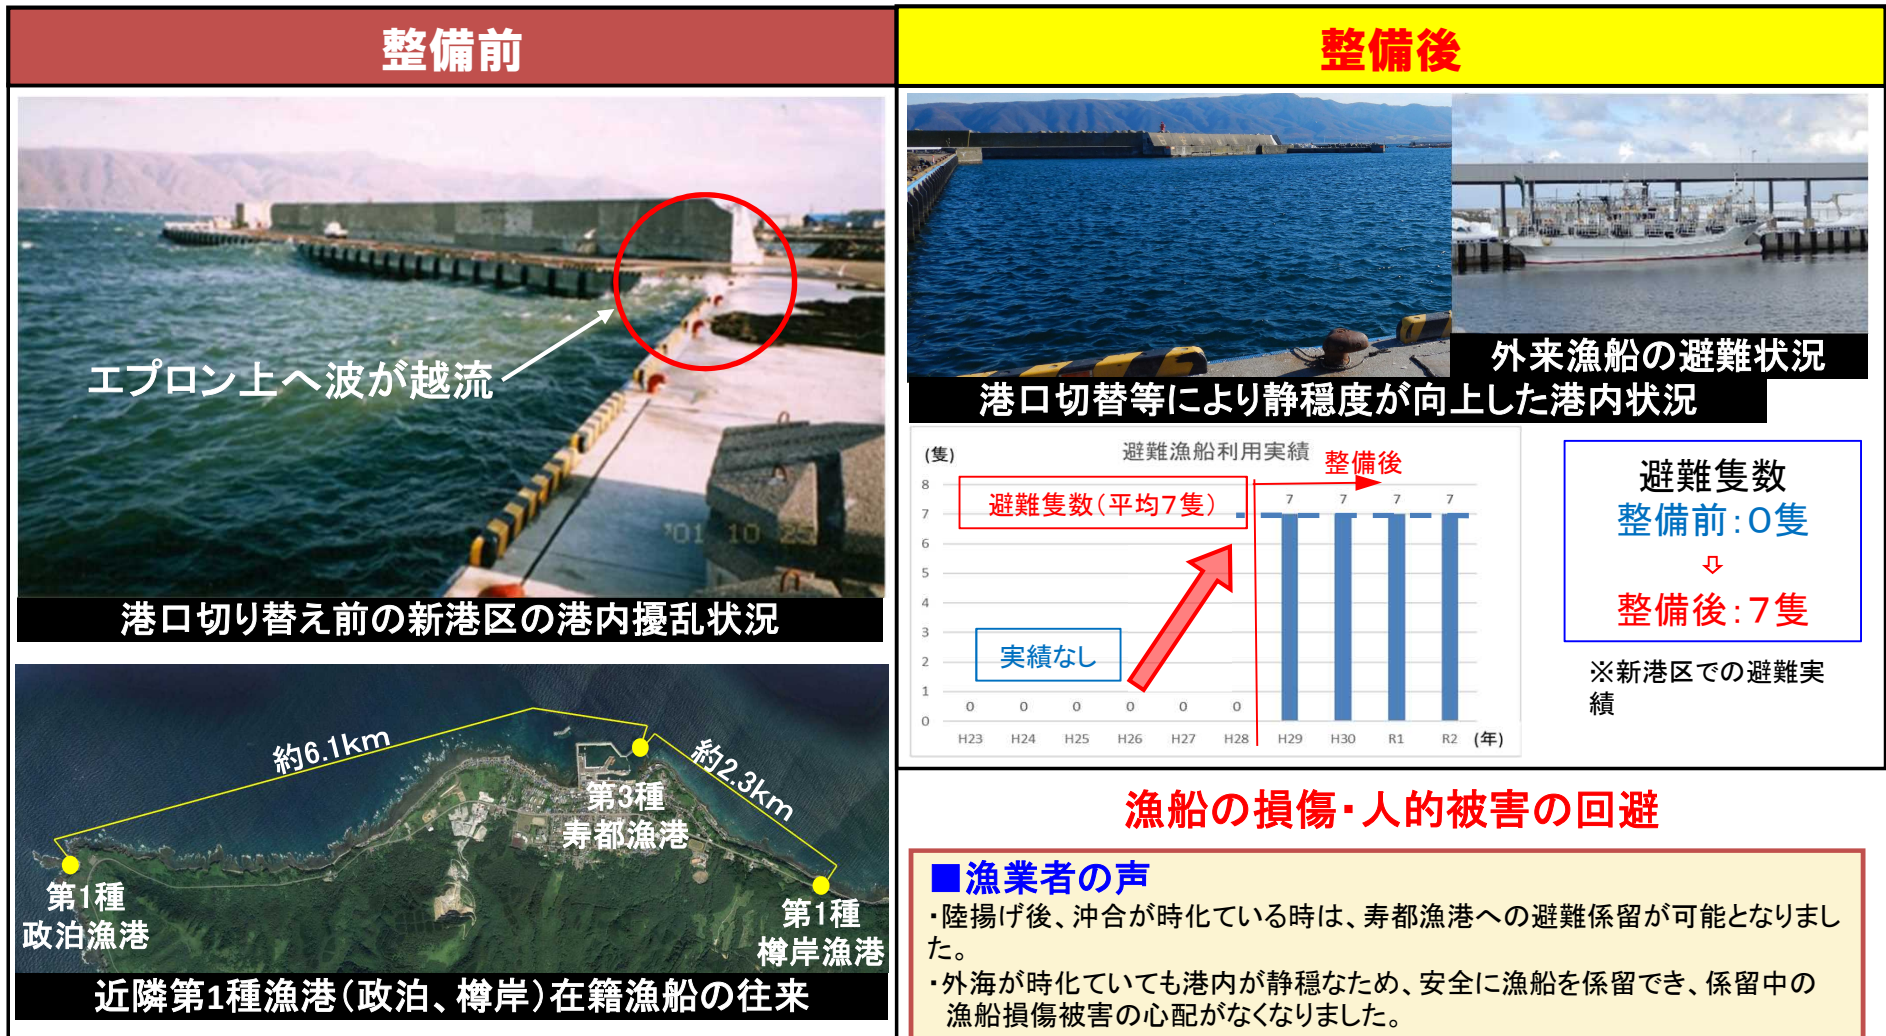 整備前
エプロン上へ波が越流
'01 10 25
港口切り替え前の新港区の港内擾乱状況
約6.1km
約2.3km
第3種
寿都漁港
第1種
政泊漁港
第1種
樽岸漁港
近隣第1種漁港(政泊、樽岸)在籍漁船の往来
整備後
外来漁船の避難状況
港口切替等により静穏度が向上した港内状況
(隻)
避難漁船利用実績
整備後
避難隻数(平均7隻)
実績なし
8
7
6
5
4
3
2
1
0
0 0 0 0 0 0 7 7 7 7
H23 H24 H25 H26 H27 H28 H29 H30 R1 R2 (年)
避難隻数
整備前:0隻
⇩
整備後:7隻
※新港区での避難実
績
漁船の損傷・人的被害の回避
■漁業者の声
・陸揚げ後、沖合が時化ている時は、寿都漁港への避難係留が可能となりまし
た。
・外海が時化ていても港内が静穏なため、安全に漁船を係留でき、係留中の
漁船損傷被害の心配がなくなりました。